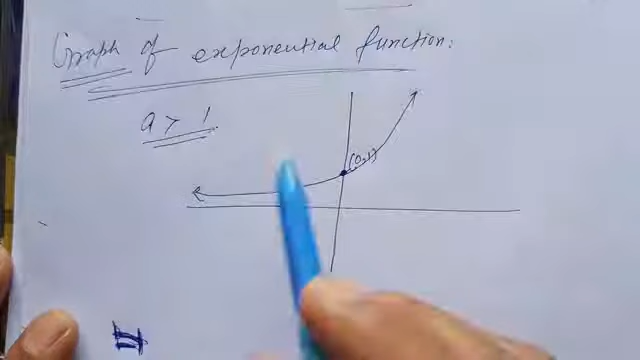 Graph of exponential function:
a > 1
(0,1)